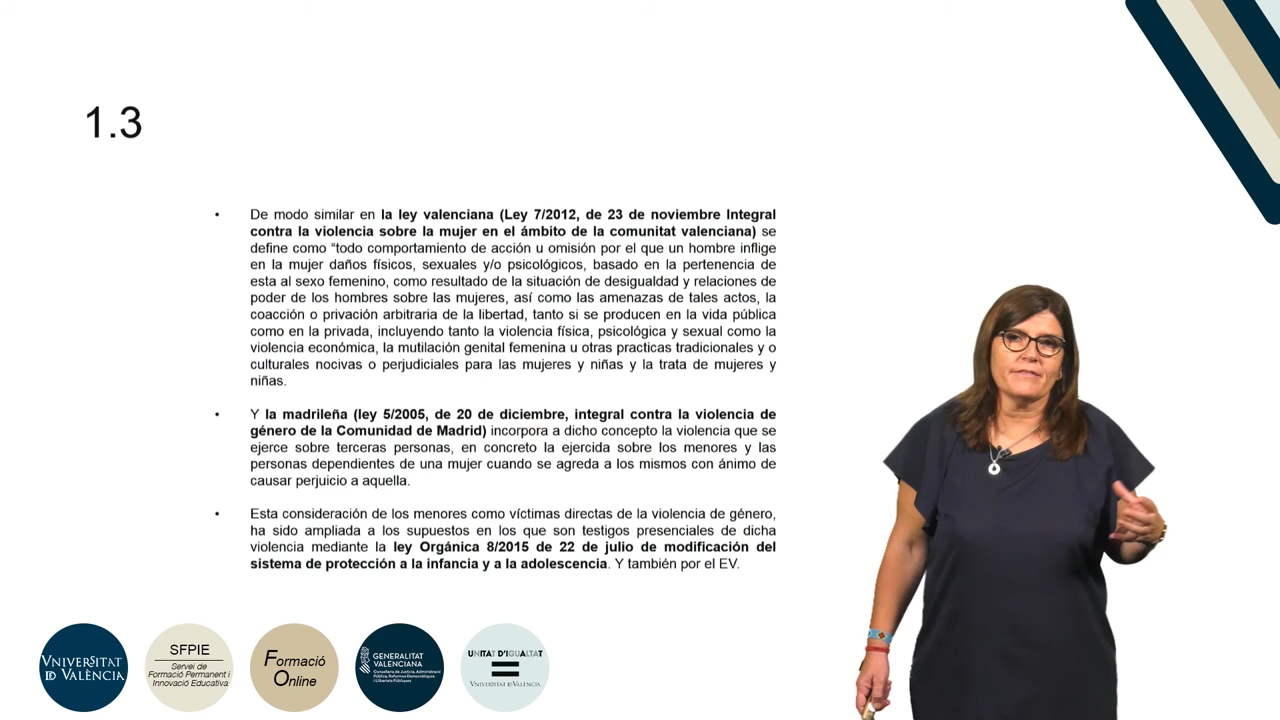 1.3
• De modo similar en la ley valenciana (Ley 7/2012, de 23 de noviembre Integral
contra la violencia sobre la mujer en el ámbito de la comunitat valenciana) se
define como “todo comportamiento de acción u omisión por el que un hombre inflige
en la mujer daños físicos, sexuales y/o psicológicos, basado en la pertenencia de
esta al sexo femenino, como resultado de la situación de desigualdad y relaciones de
poder de los hombres sobre las mujeres, así como las amenazas de tales actos, la
coacción o privación arbitraria de la libertad, tanto si se producen en la vida pública
como en la privada, incluyendo tanto la violencia física, psicológica y sexual como la
violencia económica, la mutilación genital femenina u otras practicas tradicionales y o
culturales nocivas o perjudiciales para las mujeres y niñas y la trata de mujeres y
niñas.
• Y la madrileña (ley 5/2005, de 20 de diciembre, integral contra la violencia de
género de la Comunidad de Madrid) incorpora a dicho concepto la violencia que se
ejerce sobre terceras personas, en concreto la ejercida sobre los menores y las
personas dependientes de una mujer cuando se agreda a los mismos con ánimo de
causar perjuicio a aquella.
• Esta consideración de los menores como víctimas directas de la violencia de género,
ha sido ampliada a los supuestos en los que son testigos presenciales de dicha
violencia mediante la ley Orgánica 8/2015 de 22 de julio de modificación del
sistema de protección a la infancia y a la adolescencia. Y también por el EV.
VNIVERSITAT
ID VALÈNCIA
SFPIE
Servei de
Formació Permanent i
Innovació Educativa
Formació
Online
GENERALITAT
VALENCIANA
Conselleria de Justícia, Administració
Pública, Reformes Democràtiques
i Llibertats Públiques
UNITAT D'IGUALTAT
VNIVERSITAT ID VALÈNCIA